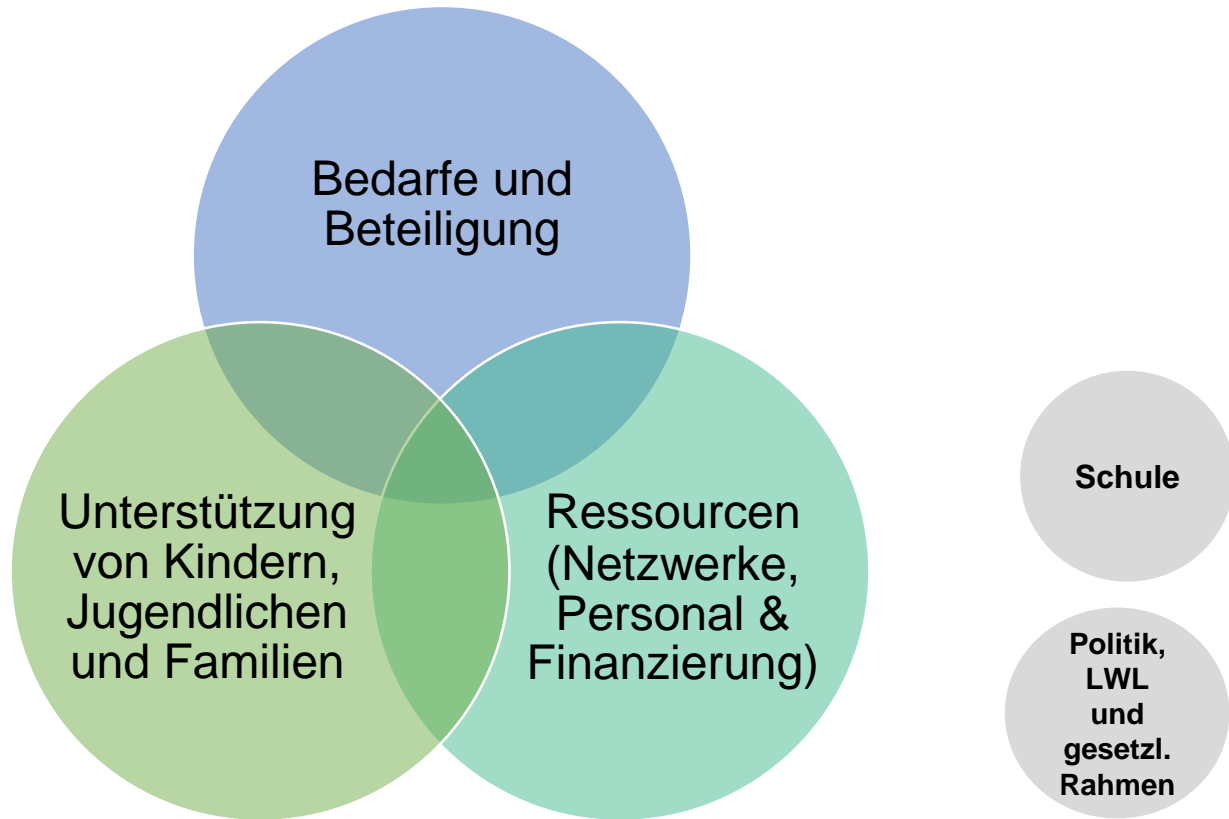 Bedarfe und
Beteiligung
Unterstützung
von Kindern,
Jugendlichen
und Familien
Ressourcen
(Netzwerke,
Personal &
Finanzierung)
Schule
Politik,
LWL
und
gesetzl.
Rahmen